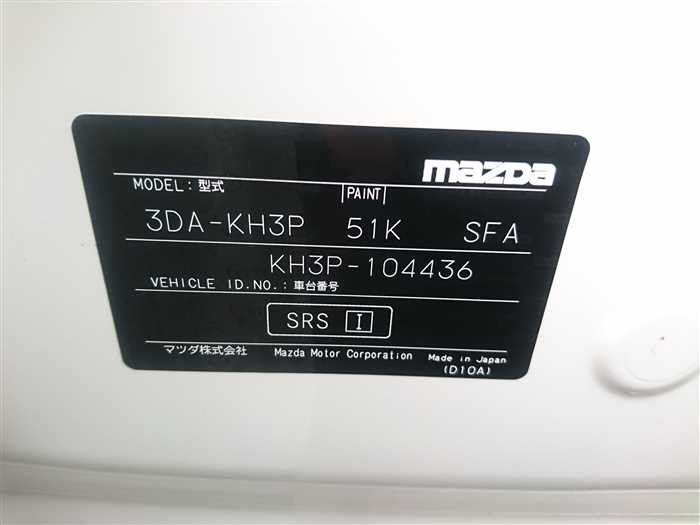 mazda
MODEL: 型式 PAINT
3DA-KH3P 51K SFA
KH3P-104436
VEHICLE ID.NO.: 車台番号
SRS I
マツダ株式会社 Mazda Motor Corporation Made in Japan
(D10A)